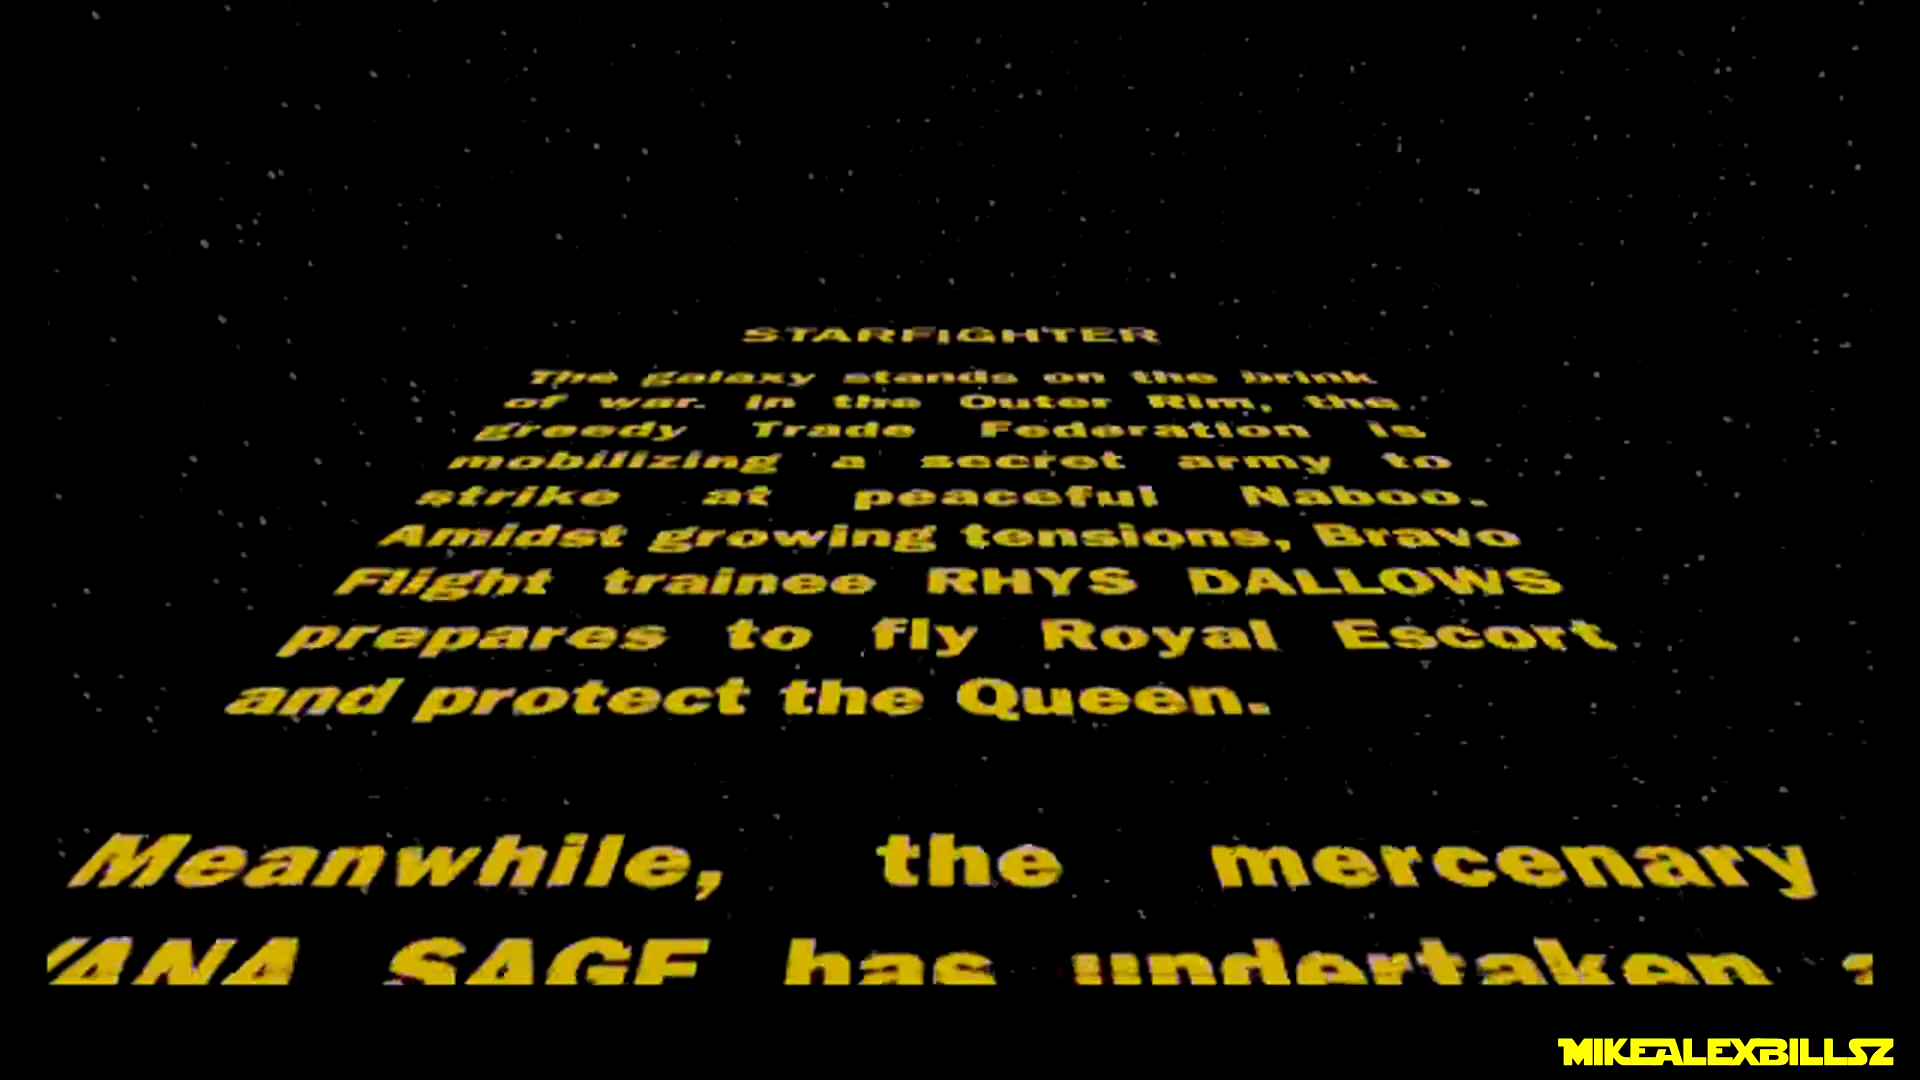 STARFIGHTER
The galaxy stands on the brink
of war. In the Outer Rim, the
greedy Trade Federation is
mobilizing a secret army to
strike at peaceful Naboo.
Amidst growing tensions, Bravo
Flight trainee RHYS DALLOWS
prepares to fly Royal Escort
and protect the Queen.
Meanwhile, the mercenary
VANA SAGE has undertaken
MIKEALEXBILLSZ